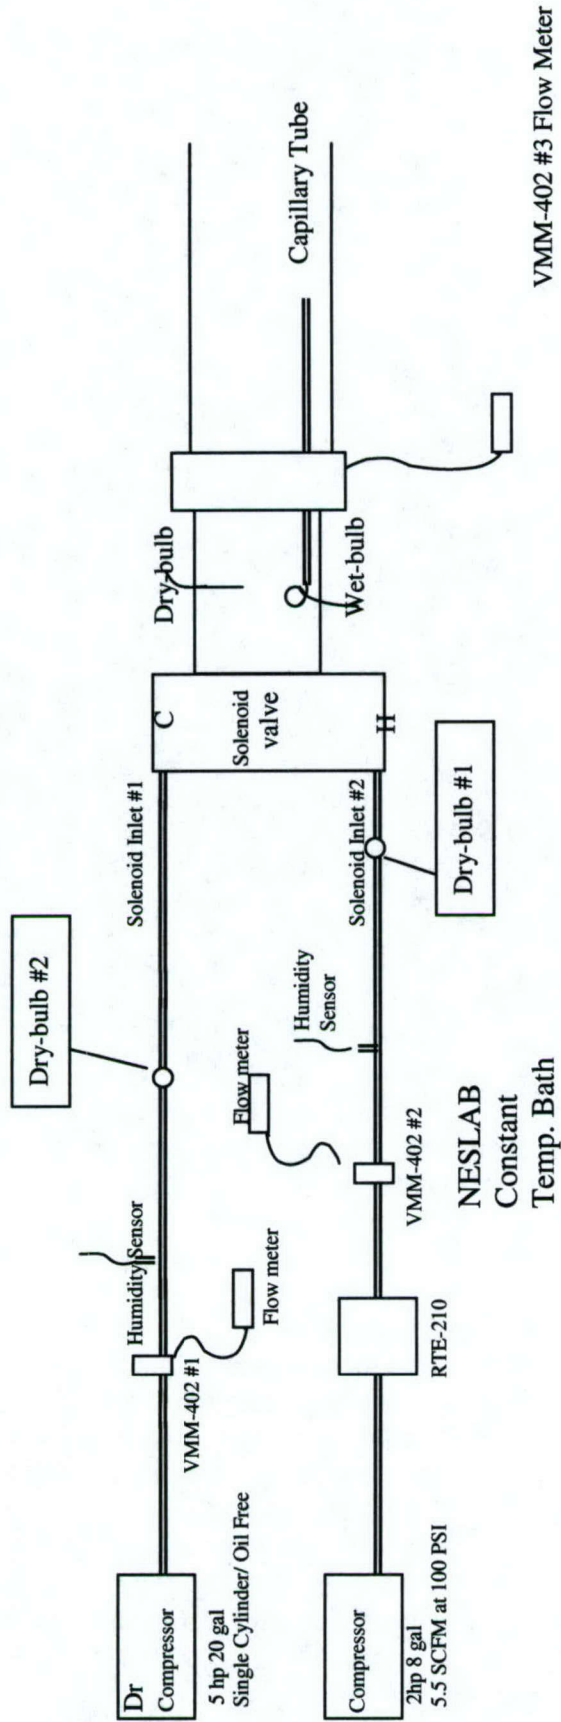 Dr
Compressor
5 hp 20 gal
Single Cylinder/ Oil Free
VMM-402 #1
Humidity Sensor
Flow meter
Dry-bulb #2
Solenoid Inlet #1
Compressor
2hp 8 gal
5.5 SCFM at 100 PSI
RTE-210
NESLAB
Constant
Temp. Bath
VMM-402 #2
Flow meter
Humidity
Sensor
Solenoid Inlet #2
Dry-bulb #1
C
Solenoid
valve
H
Dry-bulb
Wet-bulb
Capillary Tube
VMM-402 #3 Flow Meter